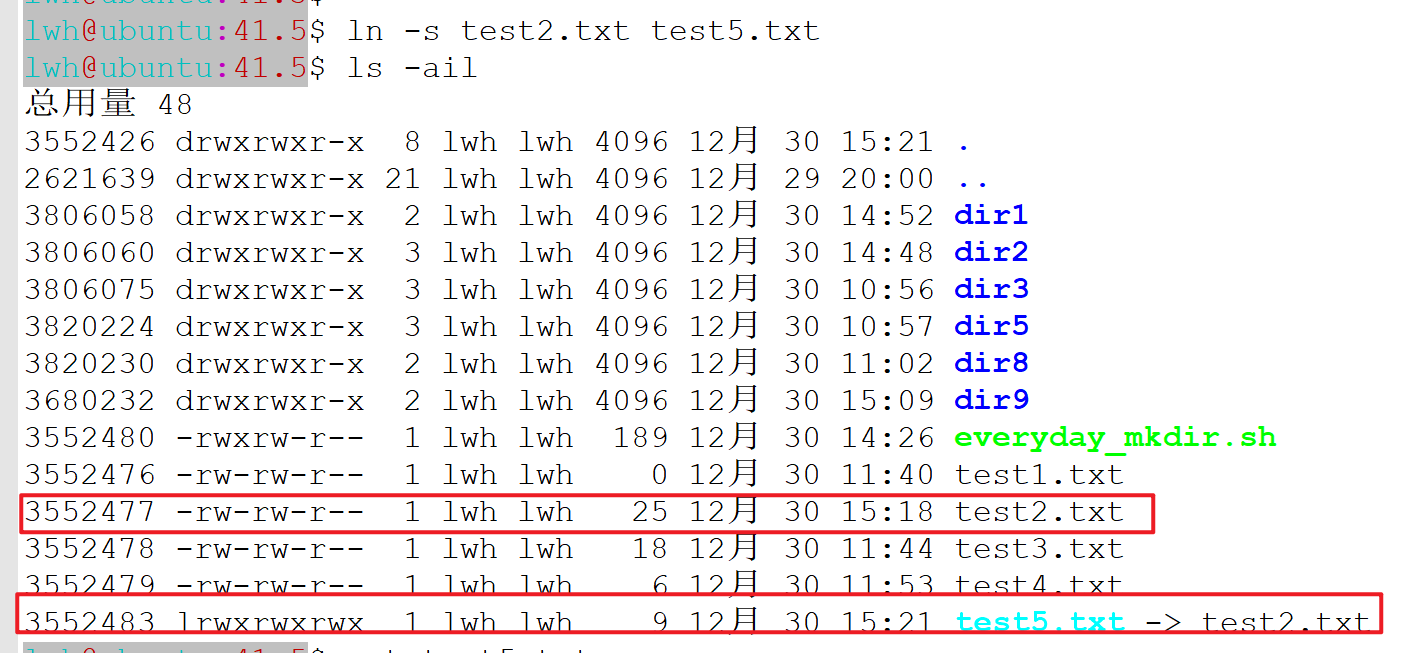 lwh@ubuntu:41.5$
lwh@ubuntu:41.5$ ln -s test2.txt test5.txt
lwh@ubuntu:41.5$ ls -ail
总用量 48
3552426 drwxrwxr-x  8 lwh lwh 4096 12月 30 15:21 .
2621639 drwxrwxr-x 21 lwh lwh 4096 12月 29 20:00 ..
3806058 drwxrwxr-x  2 lwh lwh 4096 12月 30 14:52 dir1
3806060 drwxrwxr-x  3 lwh lwh 4096 12月 30 14:48 dir2
3806075 drwxrwxr-x  3 lwh lwh 4096 12月 30 10:56 dir3
3820224 drwxrwxr-x  3 lwh lwh 4096 12月 30 10:57 dir5
3820230 drwxrwxr-x  2 lwh lwh 4096 12月 30 11:02 dir8
3680232 drwxrwxr-x  2 lwh lwh 4096 12月 30 15:09 dir9
3552480 -rwxrw-r--  1 lwh lwh  189 12月 30 14:26 everyday_mkdir.sh
3552476 -rw-rw-r--  1 lwh lwh    0 12月 30 11:40 test1.txt
3552477 -rw-rw-r--  1 lwh lwh   25 12月 30 15:18 test2.txt
3552478 -rw-rw-r--  1 lwh lwh   18 12月 30 11:44 test3.txt
3552479 -rw-rw-r--  1 lwh lwh    6 12月 30 11:53 test4.txt
3552483 lrwxrwxrwx  1 lwh lwh    9 12月 30 15:21 test5.txt -> test2.txt
lwh@ubuntu:41.5$